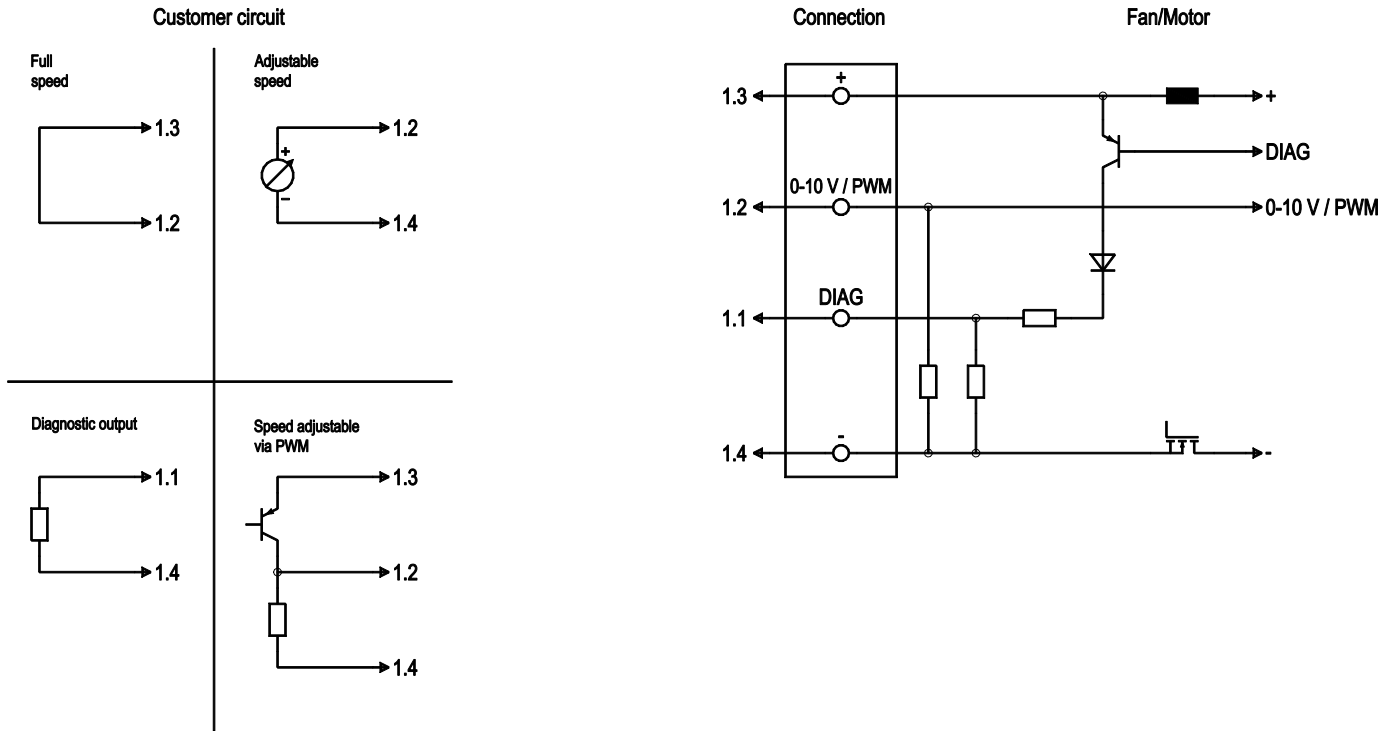 Customer circuit
Full
speed
1.3
1.2
Adjustable
speed
+
–
1.2
1.4
Diagnostic output
1.1
1.4
Speed adjustable
via PWM
1.3
1.2
1.4
Connection
Fan/Motor
+
1.3
+
DIAG
0-10 V / PWM
1.2
0-10 V / PWM
DIAG
1.1
-
1.4
-